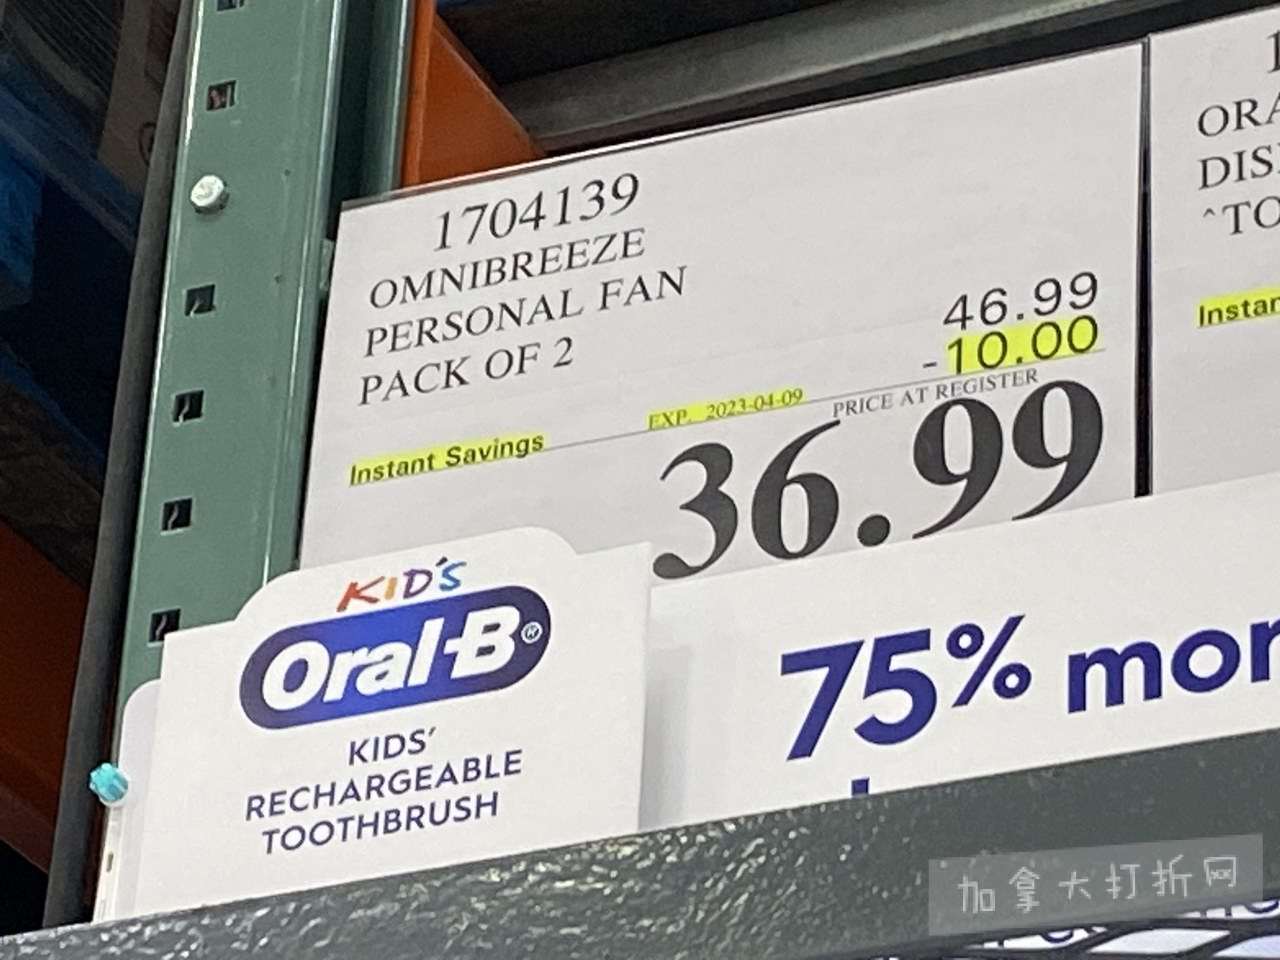 1704139
OMNIBREEZE
PERSONAL FAN
PACK OF 2
46.99
-10.00
EXP. 2023-04-09
PRICE AT REGISTER
Instant Savings
36.99
KID'S
Oral-B®
KIDS'
RECHARGEABLE
TOOTHBRUSH
75% mor
1
ORA
DIS
^TO
Instan
加拿大打折网